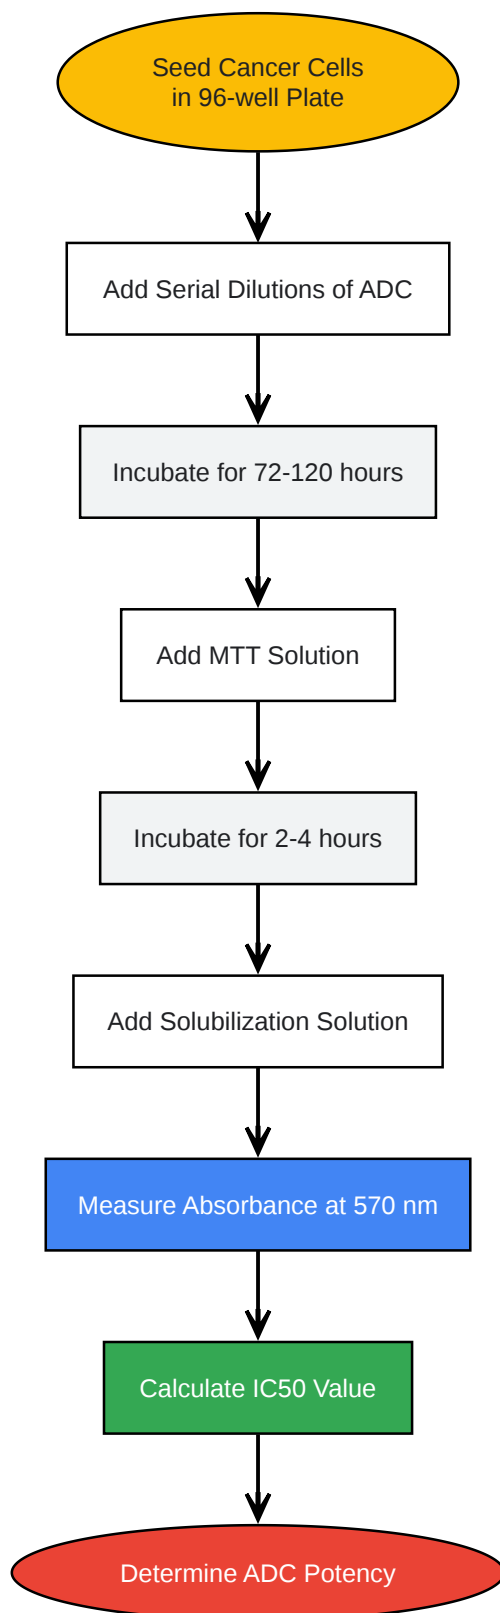 Seed Cancer Cells
in 96-well Plate
Add Serial Dilutions of ADC
Incubate for 72-120 hours
Add MTT Solution
Incubate for 2-4 hours
Add Solubilization Solution
Measure Absorbance at 570 nm
Calculate IC50 Value
Determine ADC Potency